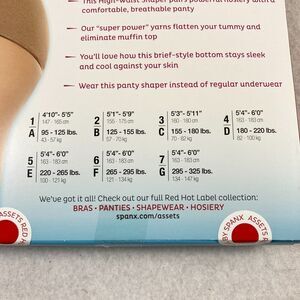 This High-Waist Shaper pairs powerful hosiery
comfortable, breathable panty
Our "super power" yarns flatten your tummy and
eliminate muffin top
You'll love how this brief-style bottom stays sleek
and cool against your skin
Wear this panty shaper instead of regular underwear
1 4'10"- 5'5" 2 5'1"- 5'9" 3 5'3"- 5'11" 4 5'4"- 6'0"
147 - 165 cm 155 - 175 cm 160 - 180 cm 163 - 183 cm
A 95 - 125 lbs. B 125 - 155 lbs. C 155 - 180 lbs. D 180 - 220 lbs.
43 - 57 kg 57 - 70 kg 70 - 82 kg 82 - 100 kg
5 5'4"- 6'0" 6 5'4"- 6'0" 7 5'4"- 6'0"
163 - 183 cm 163 - 183 cm 163 - 183 cm
E 220 - 265 lbs. F 265 - 295 lbs. G 295 - 325 lbs.
100 - 121 kg 121 - 134 kg 134 - 147 kg
We've got it all! Check out our full Red Hot Label collection:
BRAS · PANTIES · SHAPEWEAR · HOSIERY
spanx.com/assets
ASSETS RED
BY SPANX
ASSETS R